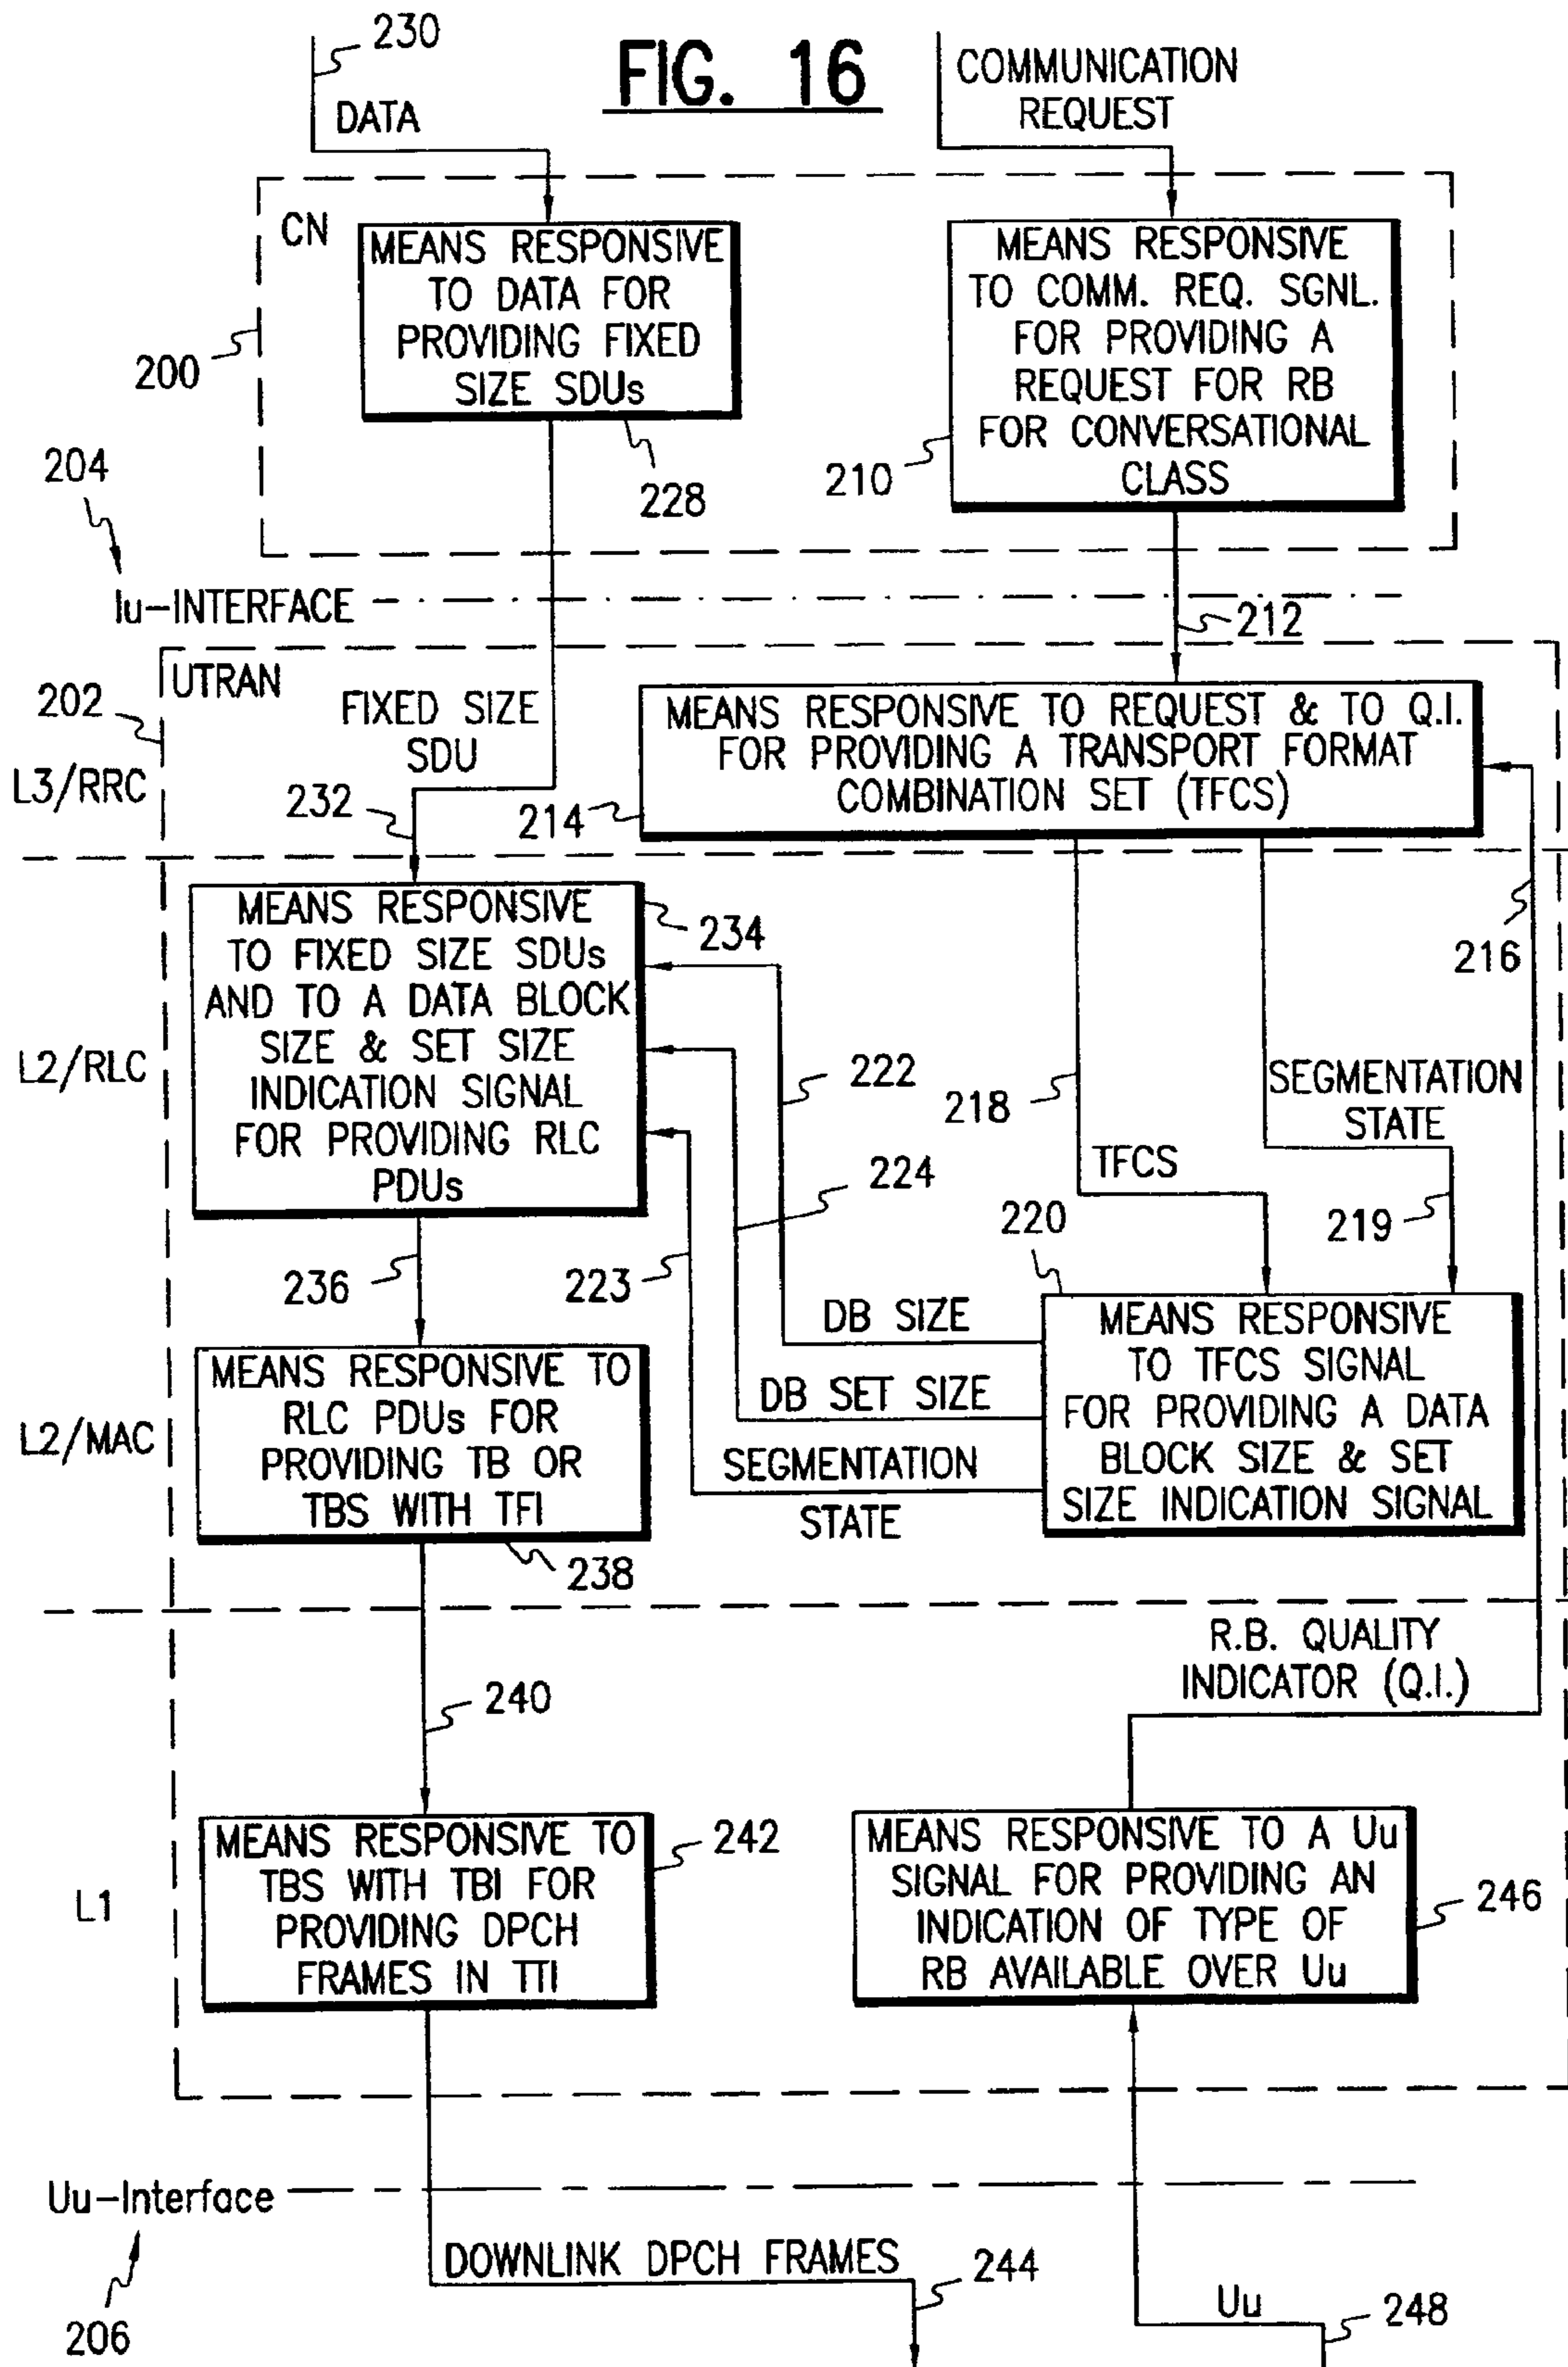 230
FIG. 16
COMMUNICATION
REQUEST
DATA
CN
MEANS RESPONSIVE
TO DATA FOR
PROVIDING FIXED
SIZE SDUs
MEANS RESPONSIVE
TO COMM. REQ. SGNL.
FOR PROVIDING A
REQUEST FOR RB
FOR CONVERSATIONAL
CLASS
200
204
228
210
Iu-INTERFACE
212
UTRAN
202
FIXED SIZE
SDU
L3/RRC
232
214
MEANS RESPONSIVE TO REQUEST & TO Q.I.
FOR PROVIDING A TRANSPORT FORMAT
COMBINATION SET (TFCS)
216
MEANS RESPONSIVE
TO FIXED SIZE SDUs
AND TO A DATA BLOCK
SIZE & SET SIZE
INDICATION SIGNAL
FOR PROVIDING RLC
PDUs
234
L2/RLC
222
218
SEGMENTATION
STATE
224
TFCS
220
219
236
223
DB SIZE
DB SET SIZE
SEGMENTATION
STATE
MEANS RESPONSIVE
TO TFCS SIGNAL
FOR PROVIDING A DATA
BLOCK SIZE & SET
SIZE INDICATION SIGNAL
L2/MAC
MEANS RESPONSIVE TO
RLC PDUs FOR
PROVIDING TB OR
TBS WITH TFI
238
R.B. QUALITY
INDICATOR (Q.I.)
240
L1
MEANS RESPONSIVE TO
TBS WITH TBI FOR
PROVIDING DPCH
FRAMES IN TTI
242
MEANS RESPONSIVE TO A Uu
SIGNAL FOR PROVIDING AN
INDICATION OF TYPE OF
RB AVAILABLE OVER Uu
246
Uu-Interface
206
DOWNLINK DPCH FRAMES
244
Uu
248